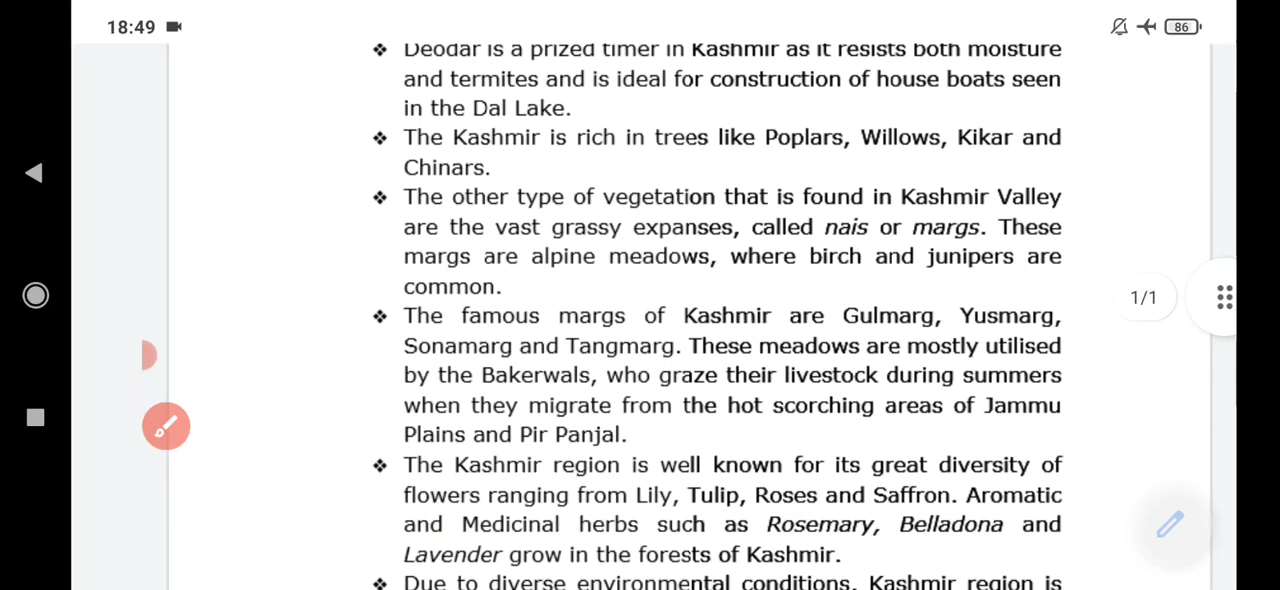 18:49
86
❖ Deodar is a prized timer in Kashmir as it resists both moisture
and termites and is ideal for construction of house boats seen
in the Dal Lake.
❖ The Kashmir is rich in trees like Poplars, Willows, Kikar and
Chinars.
❖ The other type of vegetation that is found in Kashmir Valley
are the vast grassy expanses, called nais or margs. These
margs are alpine meadows, where birch and junipers are
common.
❖ The famous margs of Kashmir are Gulmarg, Yusmarg,
Sonamarg and Tangmarg. These meadows are mostly utilised
by the Bakerwals, who graze their livestock during summers
when they migrate from the hot scorching areas of Jammu
Plains and Pir Panjal.
1/1
❖ The Kashmir region is well known for its great diversity of
flowers ranging from Lily, Tulip, Roses and Saffron. Aromatic
and Medicinal herbs such as Rosemary, Belladona and
Lavender grow in the forests of Kashmir.
❖ Due to diverse environmental conditions, Kashmir region is